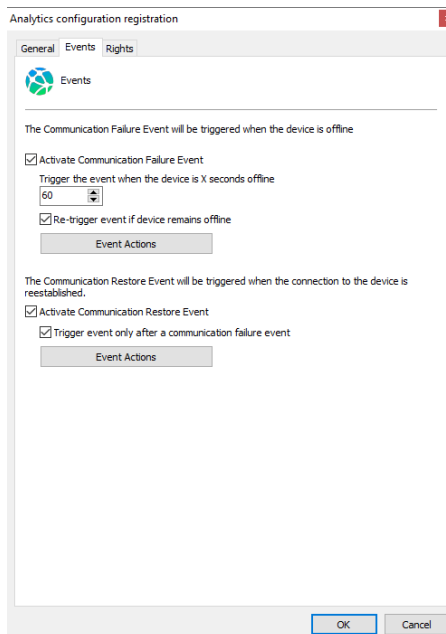 Analytics configuration registration
General Events Rights
Events
The Communication Failure Event will be triggered when the device is offline
Activate Communication Failure Event
Trigger the event when the device is X seconds offline
60
Re-trigger event if device remains offline
Event Actions
The Communication Restore Event will be triggered when the connection to the device is
reestablished.
Activate Communication Restore Event
Trigger event only after a communication failure event
Event Actions
OK Cancel